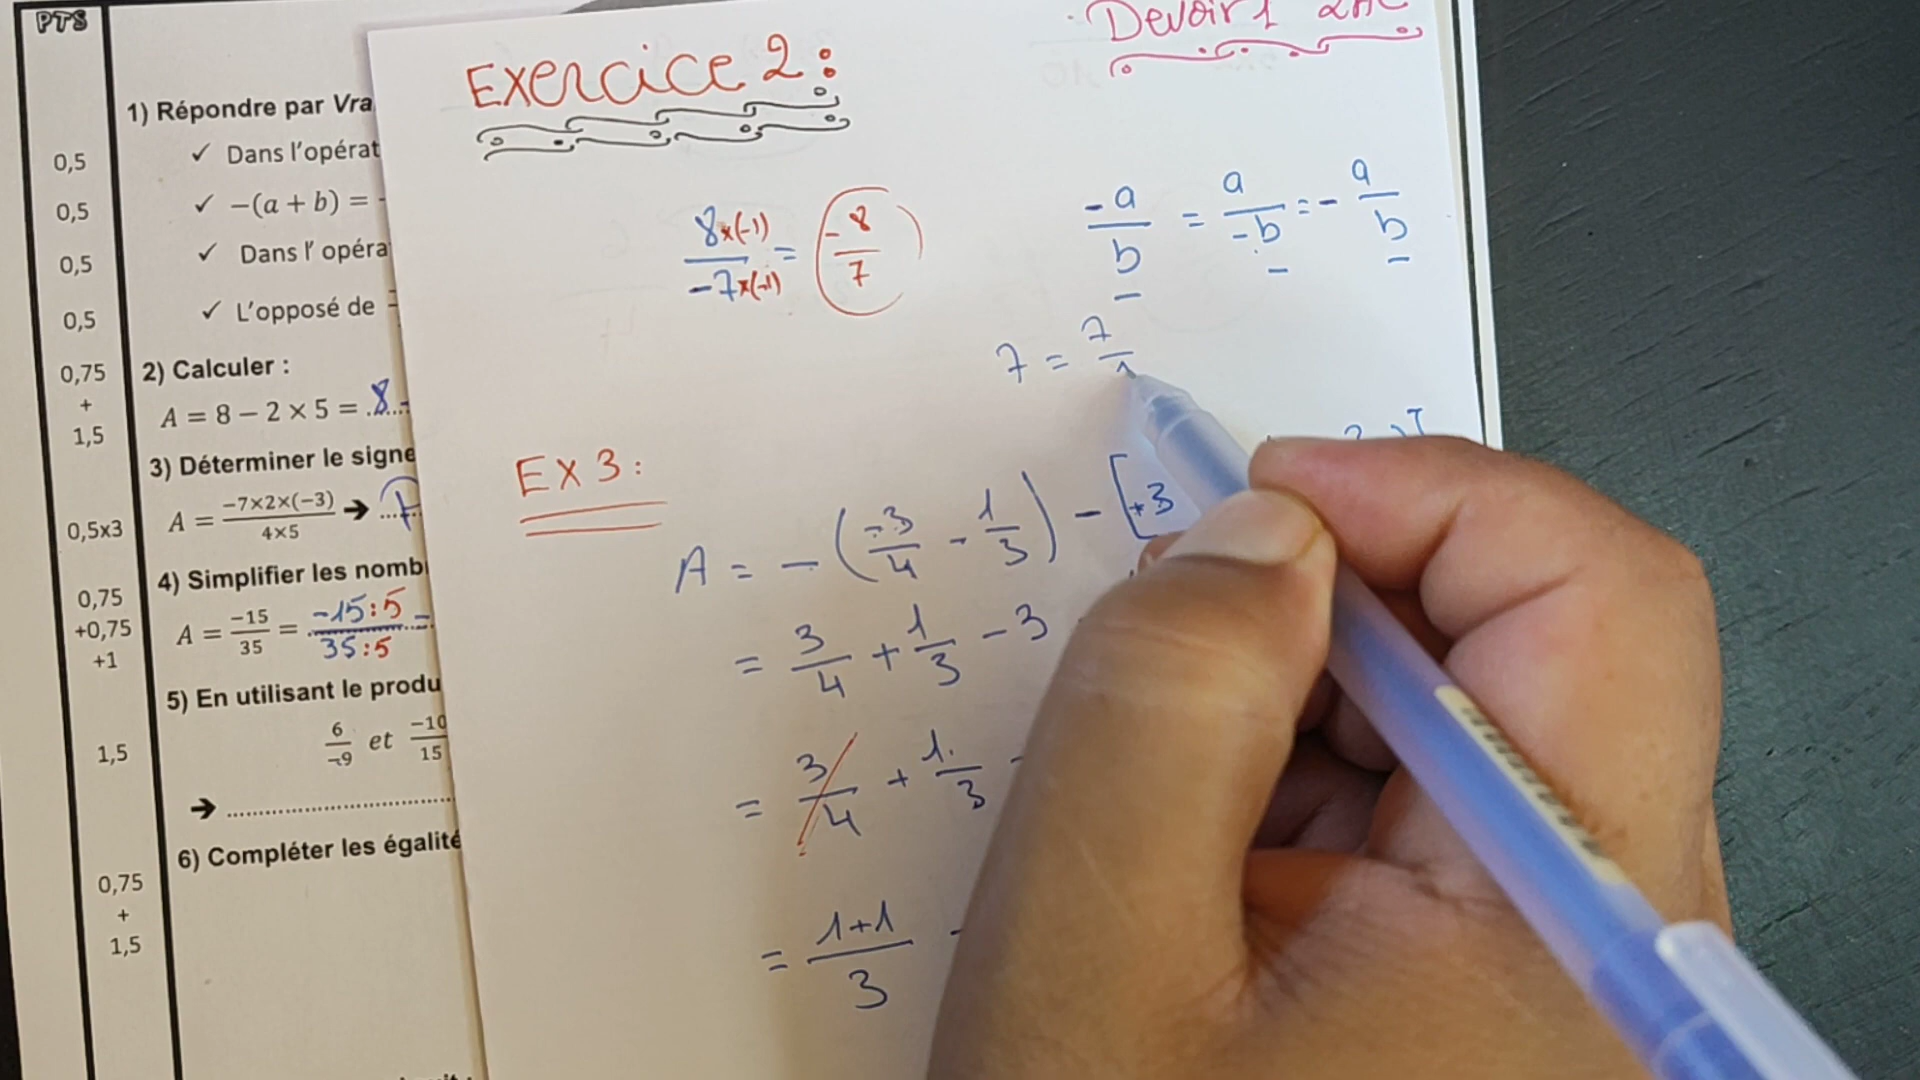 PTS
1) Répondre par Vra
0,5 ✓ Dans l'opérat
0,5 ✓ −(a + b) = -
0,5 ✓ Dans l' opéra
0,5 ✓ L'opposé de
0,75 + 1,5
2) Calculer :
A = 8 − 2 × 5 = 8
3) Déterminer le signe
0,5x3 A = −7×2×(−3) / 4×5 ➔ +
4) Simplifier les nomb
0,75 +0,75 +1
A = −15/35 = -15:5 / 35:5 =
5) En utilisant le produ
1,5 6/−9 et −10/15
➔
6) Compléter les égalité
0,75 + 1,5
Devoir 1
Exercice 2 :
8×(-1) / -7×(-1) = -8/7
-a/b = a/-b = - a/b
7 = 7/1
EX 3 :
A = - (-3/4 - 1/3) - [+3
= 3/4 + 1/3 - 3
= 3/4 + 1/3 -
= 1+1 / 3 -